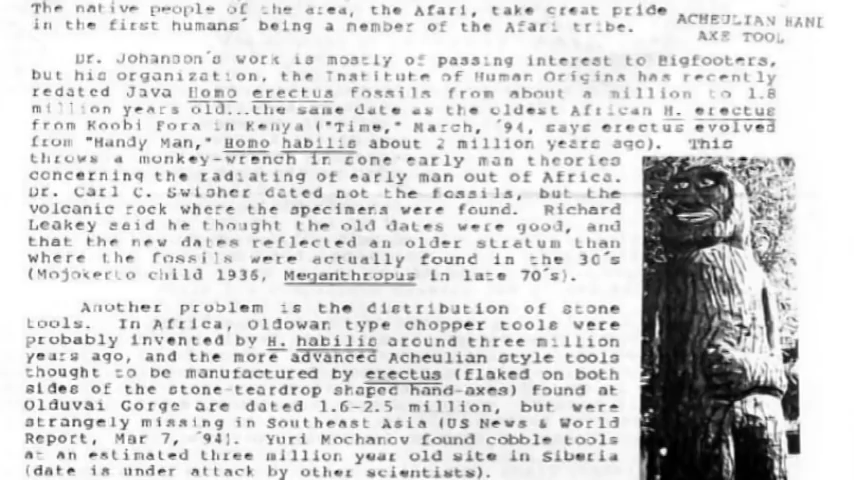 The native people of the area, the Afari, take great pride
in the first humans´ being a member of the Afari tribe.
ACHEULIAN HAND
AXE TOOL
Dr. Johanson´s work is mostly of passing interest to Bigfooters,
but his organization, the Institute of Human Origins has recently
redated Java Homo erectus fossils from about a million to 1.8
million years old...the same date as the oldest African H. erectus
from Koobi Fora in Kenya ("Time," March, ´94, says erectus evolved
from "Handy Man," Homo habilis about 2 million years ago). This
throws a monkey-wrench in some early man theories
concerning the radiating of early man out of Africa.
Dr. Carl C. Swisher dated not the fossils, but the
volcanic rock where the specimens were found. Richard
Leakey said he thought the old dates were good, and
that the new dates reflected an older stratum than
where the fossils were actually found in the 30´s
(Mojokerto child 1936, Meganthropus in late 70´s).
Another problem is the distribution of stone
tools. In Africa, Oldowan type chopper tools were
probably invented by H. habilis around three million
years ago, and the more advanced Acheulian style tools
thought to be manufactured by erectus (flaked on both
sides of the stone-teardrop shaped hand-axes) found at
Olduvai Gorge are dated 1.6-2.5 million, but were
strangely missing in Southeast Asia (US News & World
Report, Mar 7, ´94). Yuri Mochanov found cobble tools
at an estimated three million year old site in Siberia
(date is under attack by other scientists).